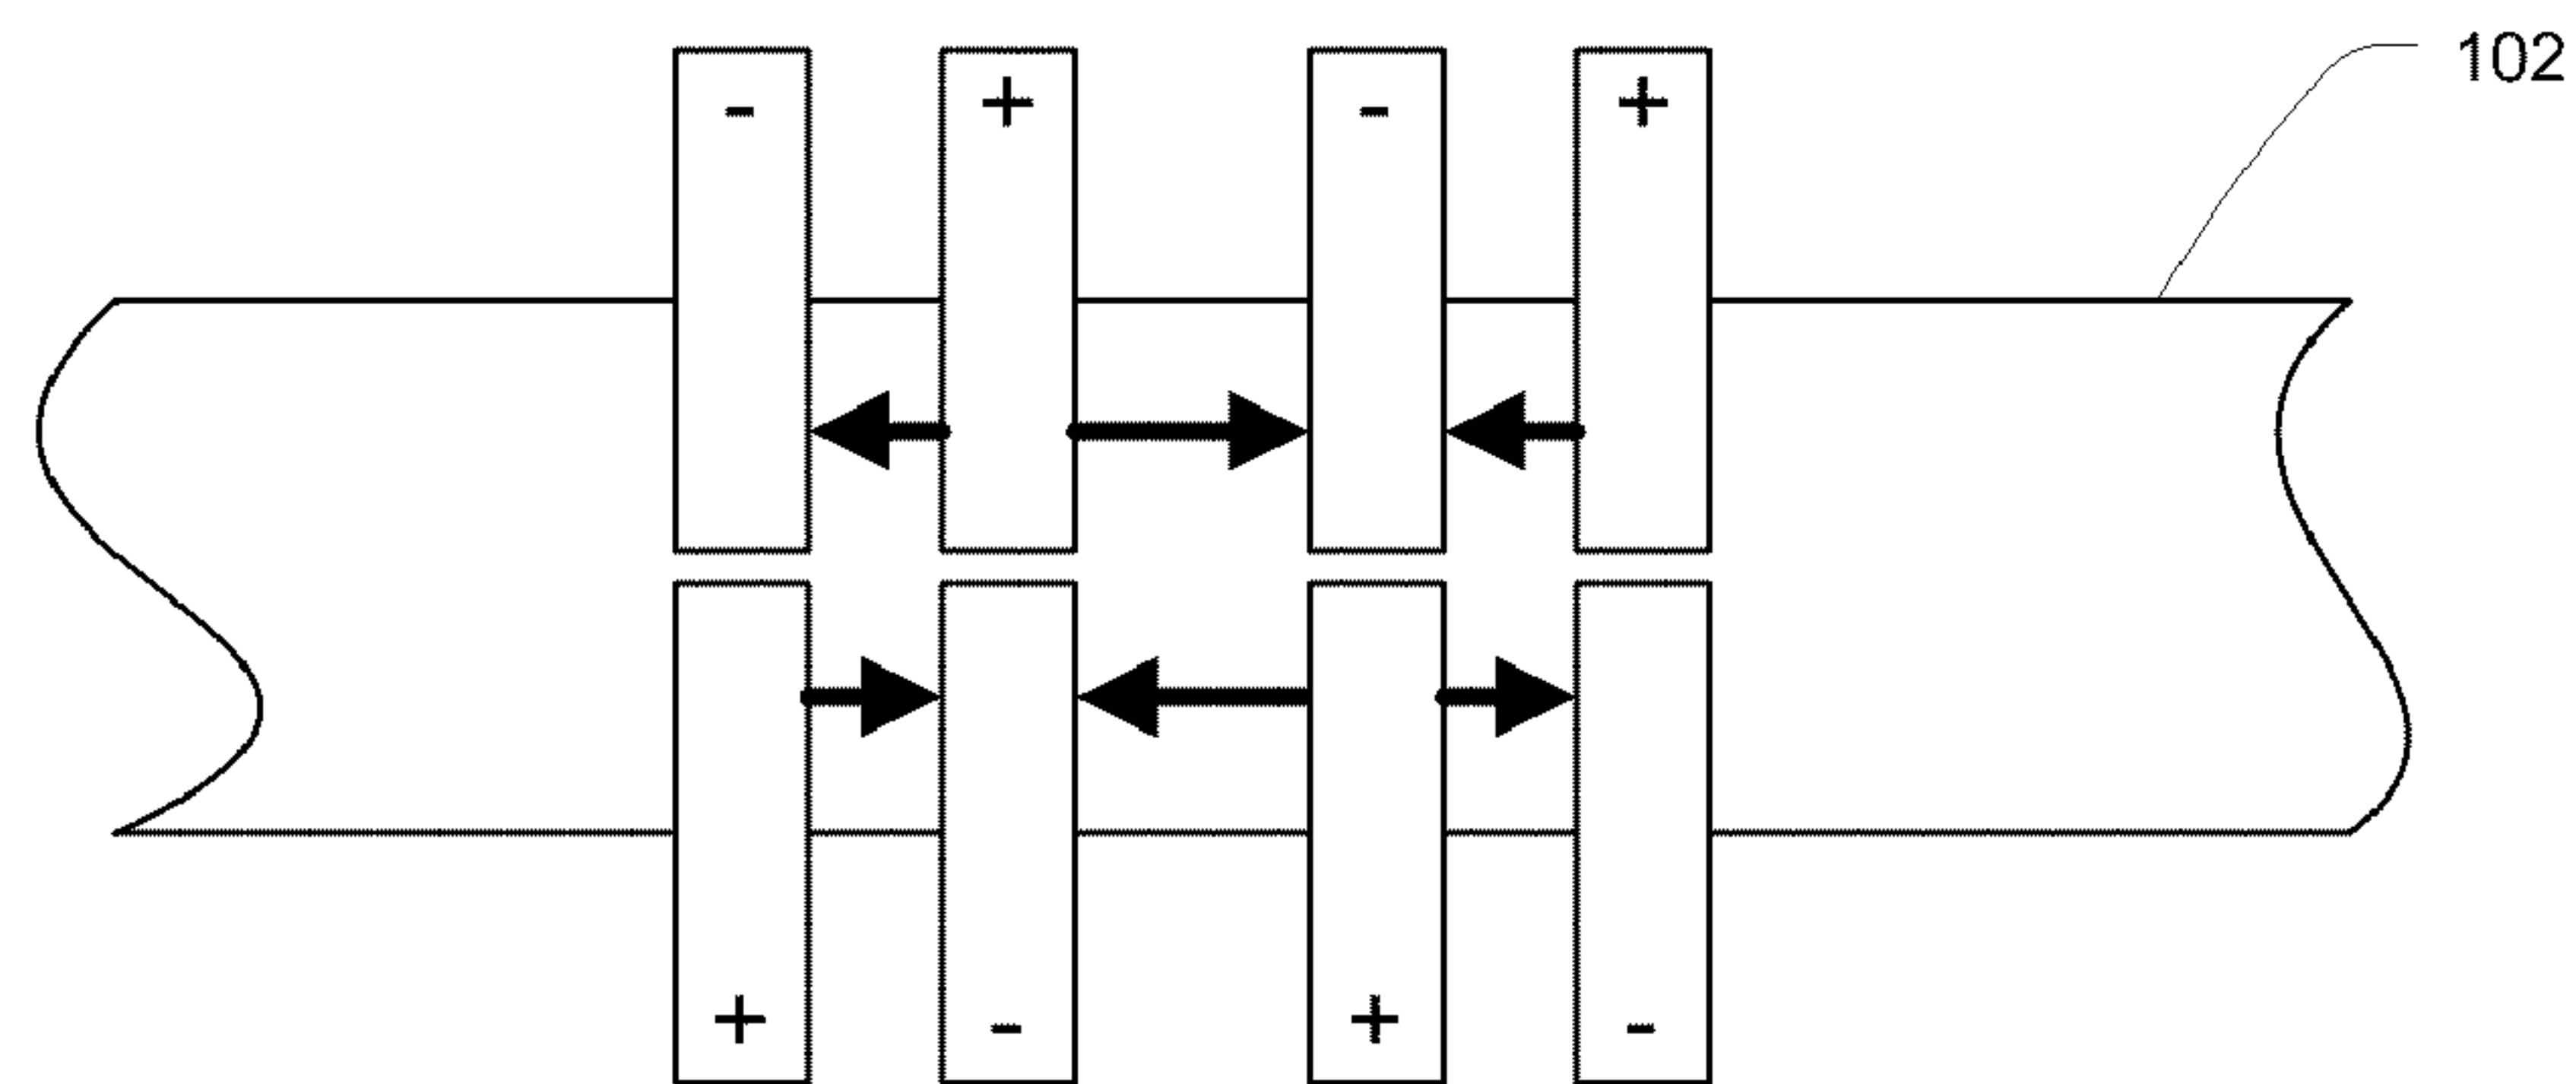 102
- + - +
+ - + -